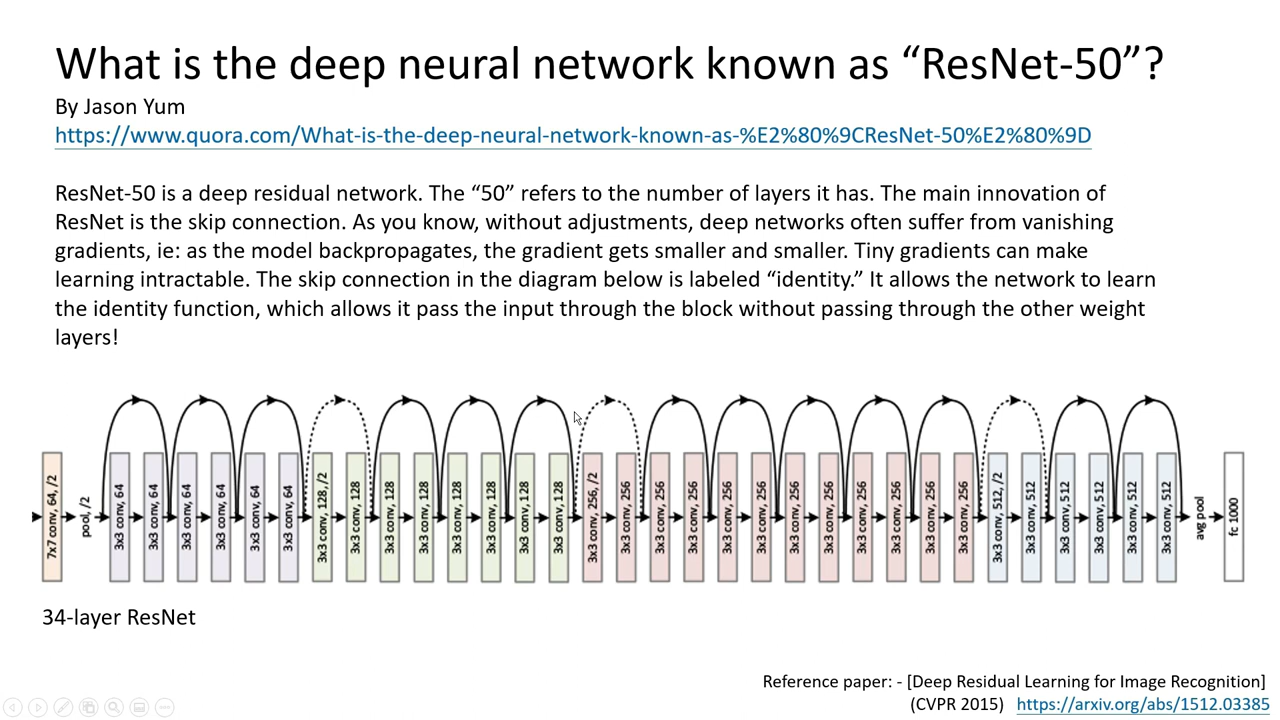 What is the deep neural network known as “ResNet-50”?
By Jason Yum
https://www.quora.com/What-is-the-deep-neural-network-known-as-%E2%80%9CResNet-50%E2%80%9D
ResNet-50 is a deep residual network. The “50” refers to the number of layers it has. The main innovation of
ResNet is the skip connection. As you know, without adjustments, deep networks often suffer from vanishing
gradients, ie: as the model backpropagates, the gradient gets smaller and smaller. Tiny gradients can make
learning intractable. The skip connection in the diagram below is labeled “identity.” It allows the network to learn
the identity function, which allows it pass the input through the block without passing through the other weight
layers!
7x7 conv, 64, /2
pool, /2
3x3 conv, 64
3x3 conv, 64
3x3 conv, 64
3x3 conv, 64
3x3 conv, 64
3x3 conv, 64
3x3 conv, 128, /2
3x3 conv, 128
3x3 conv, 128
3x3 conv, 128
3x3 conv, 128
3x3 conv, 128
3x3 conv, 128
3x3 conv, 128
3x3 conv, 256, /2
3x3 conv, 256
3x3 conv, 256
3x3 conv, 256
3x3 conv, 256
3x3 conv, 256
3x3 conv, 256
3x3 conv, 256
3x3 conv, 256
3x3 conv, 256
3x3 conv, 256
3x3 conv, 256
3x3 conv, 512, /2
3x3 conv, 512
3x3 conv, 512
3x3 conv, 512
3x3 conv, 512
3x3 conv, 512
avg pool
fc 1000
34-layer ResNet
Reference paper: - [Deep Residual Learning for Image Recognition]
(CVPR 2015) https://arxiv.org/abs/1512.03385